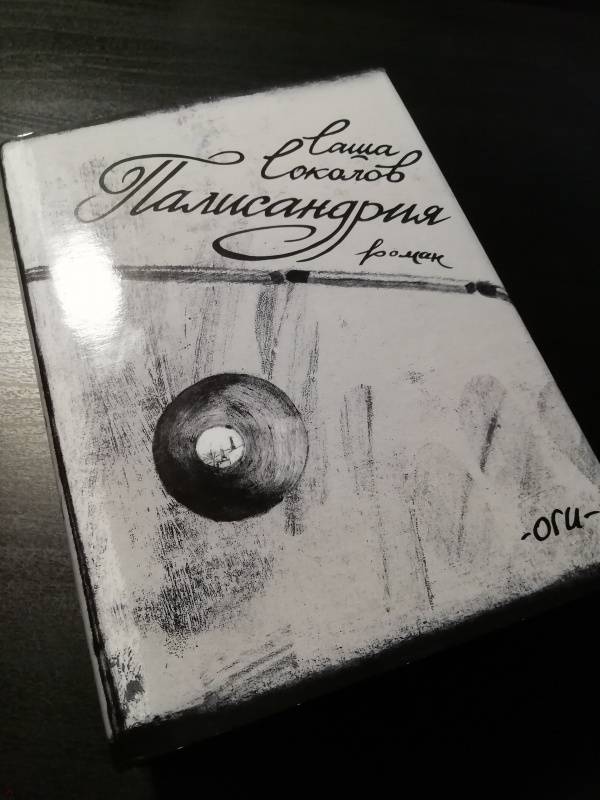 Саша
Соколов
Палисандрия
роман
-ОГИ-